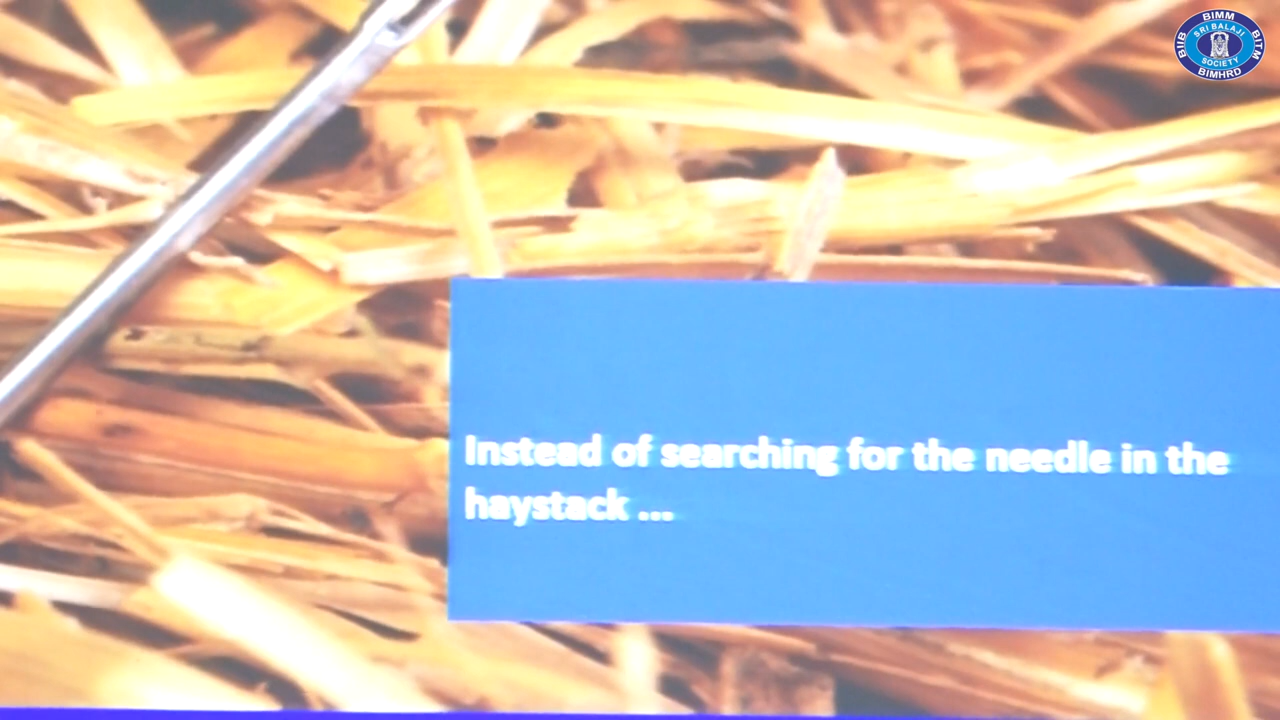 BIMM
BIIB
SRI BALAJI
SOCIETY
BITM
BIMHRD
Instead of searching for the needle in the
haystack ...